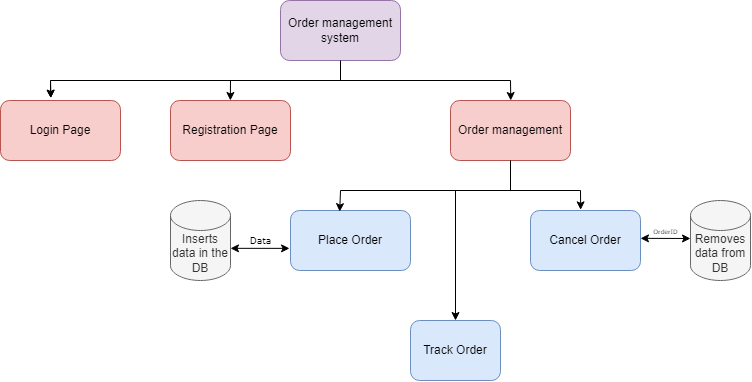 Order management
system
Login Page
Registration Page
Order management
Inserts
data in the
DB
Data
Place Order
Cancel Order
OrderID
Removes
data from
DB
Track Order